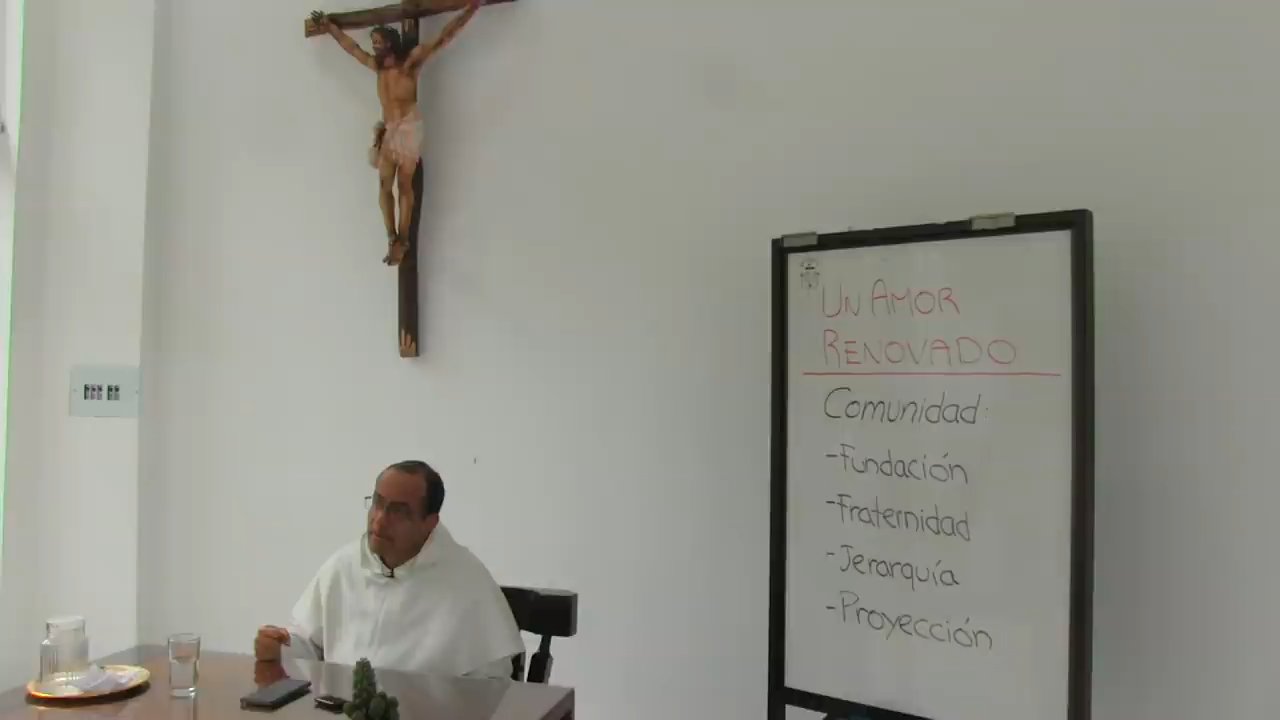 UN AMOR
RENOVADO
Comunidad:
-Fundación
-Fraternidad
-Jerarquía
-Proyección